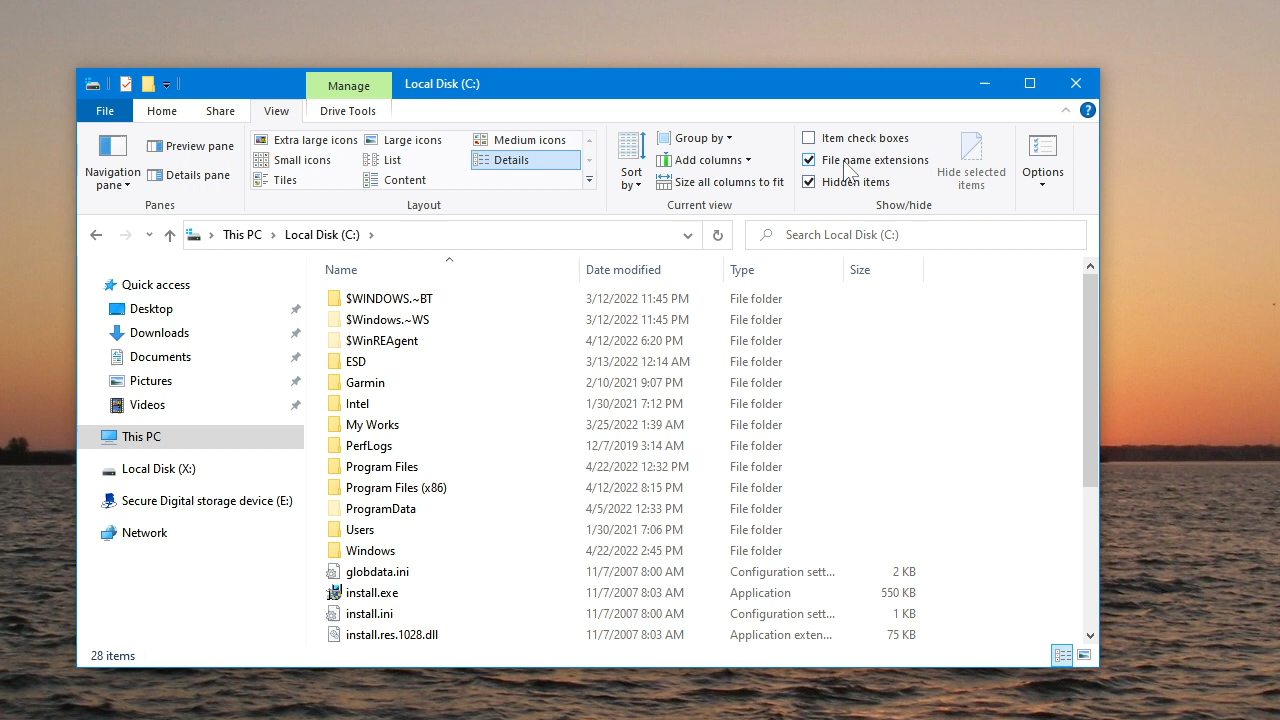 Manage
Local Disk (C:)
File
Home
Share
View
Drive Tools
Navigation pane
Preview pane
Details pane
Panes
Extra large icons
Large icons
Medium icons
Small icons
List
Details
Tiles
Content
Layout
Sort by
Group by
Add columns
Size all columns to fit
Current view
Item check boxes
File name extensions
Hidden items
Hide selected items
Show/hide
Options
This PC
Local Disk (C:)
Search Local Disk (C:)
Quick access
Desktop
Downloads
Documents
Pictures
Videos
This PC
Local Disk (X:)
Secure Digital storage device (E:)
Network
Name Date modified Type Size
$WINDOWS.~BT 3/12/2022 11:45 PM File folder
$Windows.~WS 3/12/2022 11:45 PM File folder
$WinREAgent 4/12/2022 6:20 PM File folder
ESD 3/13/2022 12:14 AM File folder
Garmin 2/10/2021 9:07 PM File folder
Intel 1/30/2021 7:12 PM File folder
My Works 3/25/2022 1:39 AM File folder
PerfLogs 12/7/2019 3:14 AM File folder
Program Files 4/22/2022 12:32 PM File folder
Program Files (x86) 4/12/2022 8:15 PM File folder
ProgramData 4/5/2022 12:33 PM File folder
Users 1/30/2021 7:06 PM File folder
Windows 4/22/2022 2:45 PM File folder
globdata.ini 11/7/2007 8:00 AM Configuration sett... 2 KB
install.exe 11/7/2007 8:03 AM Application 550 KB
install.ini 11/7/2007 8:00 AM Configuration sett... 1 KB
install.res.1028.dll 11/7/2007 8:03 AM Application exten... 75 KB
28 items